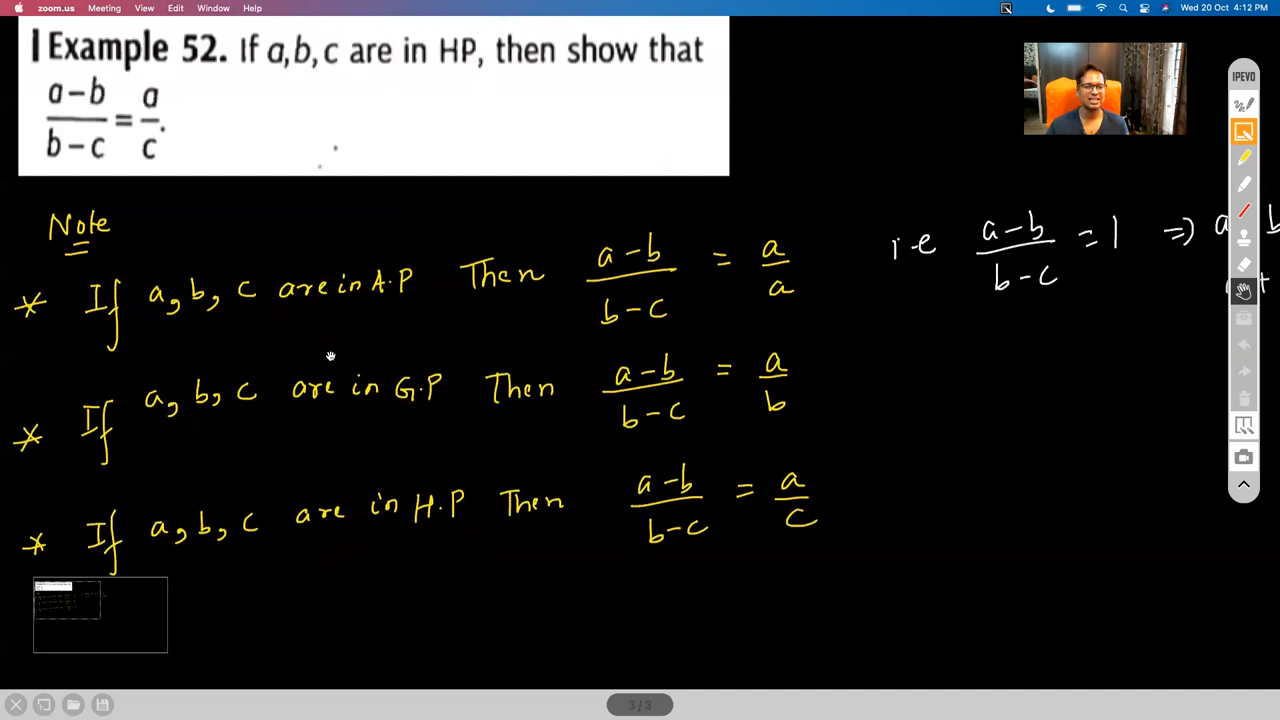 zoom.us Meeting View Edit Window Help Wed 20 Oct 4:12 PM
Example 52. If a, b, c are in HP, then show that
a-b/b-c = a/c.
IPEVO
Note
* If a, b, c are in A.P Then a-b/b-c = a/a
i.e a-b/b-c = 1 => a
* If a, b, c are in G.P Then a-b/b-c = a/b
* If a, b, c are in H.P Then a-b/b-c = a/c
3 / 3